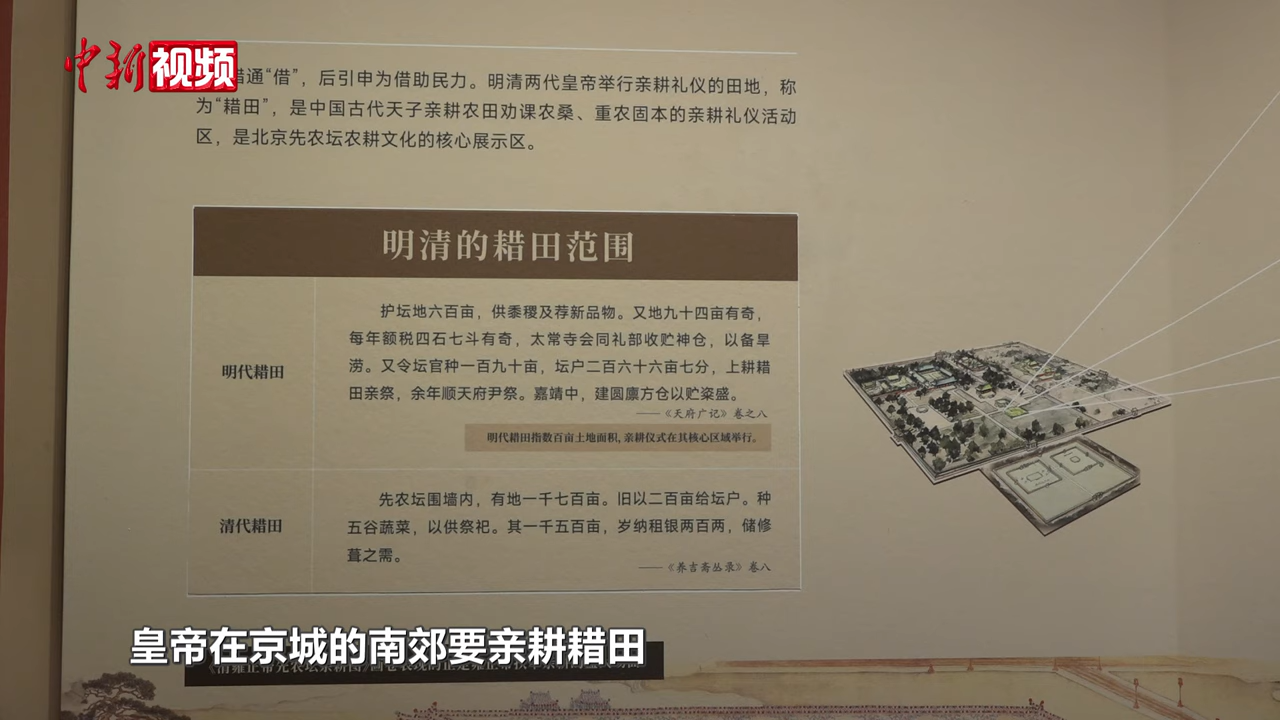 中新视频
耤通“借”，后引申为借助民力。明清两代皇帝举行亲耕礼仪的田地，称
为“耤田”，是中国古代天子亲耕农田劝课农桑、重农固本的亲耕礼仪活动
区，是北京先农坛农耕文化的核心展示区。
明清的耤田范围
明代耤田
护坛地六百亩，供黍稷及荐新品物。又地九十四亩有奇，
每年额税四石七斗有奇，太常寺会同礼部收贮神仓，以备旱
涝。又令坛官种一百九十亩，坛户二百六十六亩七分，上耕耤
田亲祭，余年顺天府尹祭。嘉靖中，建圆廪方仓以贮粢盛。
——《天府广记》卷之八
明代耤田指数百亩土地面积，亲耕仪式在其核心区域举行。
清代耤田
先农坛围墙内，有地一千七百亩。旧以二百亩给坛户。种
五谷蔬菜，以供祭祀。其一千五百亩，岁纳租银两百两，储修
葺之需。
——《养吉斋丛录》卷八
皇帝在京城的南郊要亲耕耤田